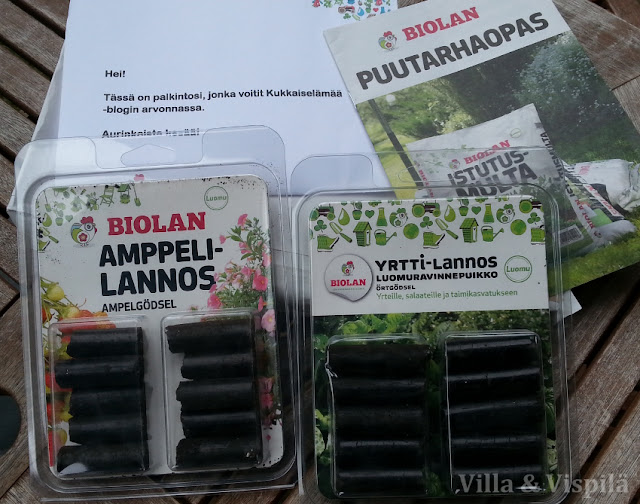 Hei!
Tässä on palkintosi, jonka voitit Kukkaiselämää
-blogin arvonnassa.
Aurinkoista kesää!
BIOLAN
PUUTARHAOPAS
BIOLAN
ISTUTUS-
MULTA
Luomu
BIOLAN
AMPPELI-
LANNOS
AMPELGÖDSEL
BIOLAN
YRTTi-LANNOS
LUOMURAVINNEPUIKKO
ÖRTGÖDSEL
Yrteille, salaateille ja taimikasvatukseen
Luomu
Villa & Vispilä